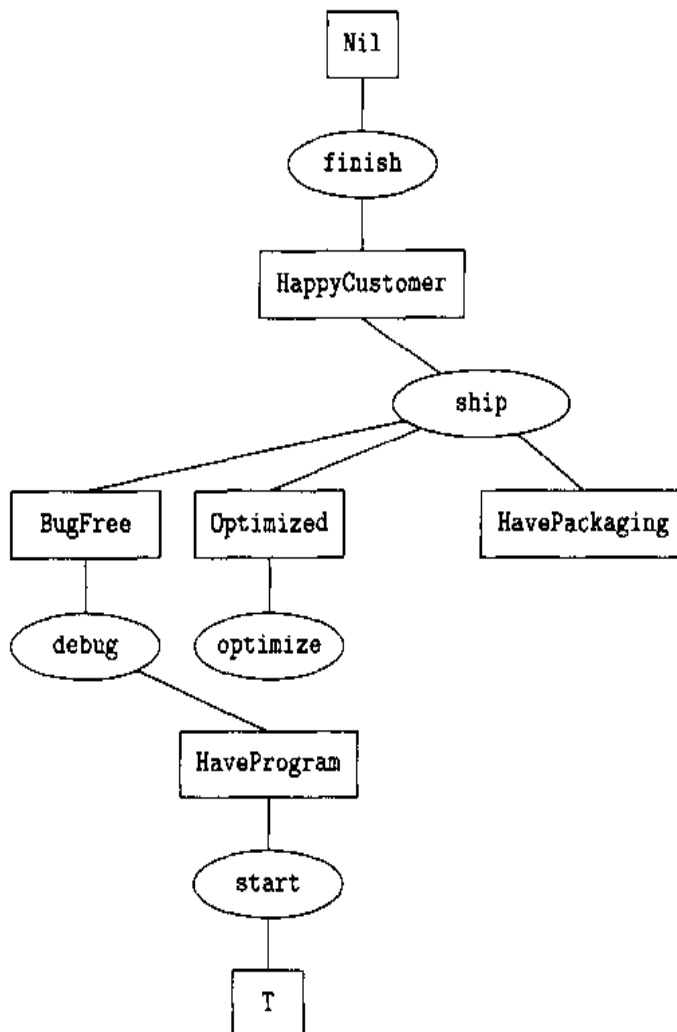 Nil
finish
HappyCustomer
ship
BugFree
Optimized
HavePackaging
debug
optimize
HaveProgram
start
T